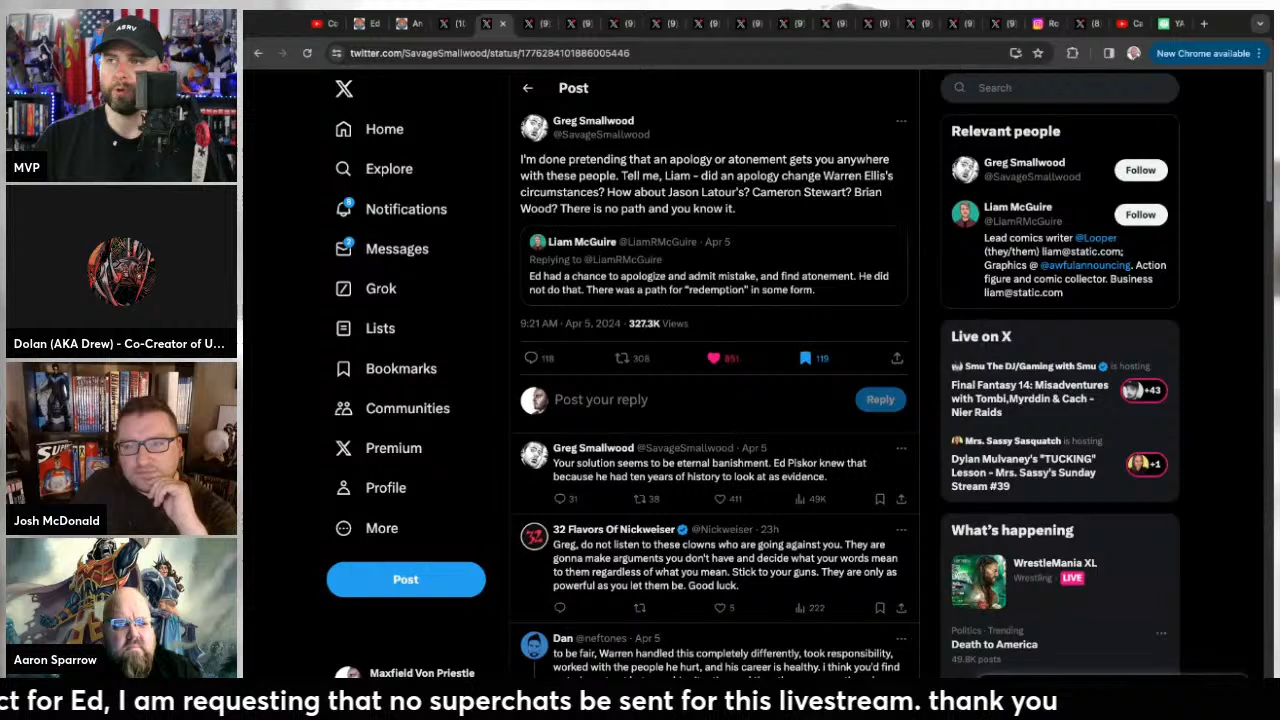 twitter.com/SavageSmallwood/status/1776284101886005446
New Chrome available
ASRV
MVP
Dolan (AKA Drew) - Co-Creator of U...
SUPERMAN
Josh McDonald
Aaron Sparrow
Home
Explore
Notifications
Messages
Grok
Lists
Bookmarks
Communities
Premium
Profile
More
Post
Maxfield Von Priestle
Post
Greg Smallwood
@SavageSmallwood
I'm done pretending that an apology or atonement gets you anywhere
with these people. Tell me, Liam - did an apology change Warren Ellis's
circumstances? How about Jason Latour's? Cameron Stewart? Brian
Wood? There is no path and you know it.
Liam McGuire @LiamRMcGuire · Apr 5
Replying to @LiamRMcGuire
Ed had a chance to apologize and admit mistake, and find atonement. He did
not do that. There was a path for "redemption" in some form.
9:21 AM · Apr 5, 2024 · 327.3K Views
118 308 851 119
Post your reply
Reply
Greg Smallwood @SavageSmallwood · Apr 5
Your solution seems to be eternal banishment. Ed Piskor knew that
because he had ten years of history to look at as evidence.
31 38 411 49K
32 Flavors Of Nickweiser @Nickweiser · 23h
Greg, do not listen to these clowns who are going against you. They are
gonna make arguments you don't have and decide what your words mean
to them regardless of what you mean. Stick to your guns. They are only as
powerful as you let them be. Good luck.
5 222
Dan @neftones · Apr 5
to be fair, Warren handled this completely differently, took responsibility,
worked with the people he hurt, and his career is healthy. i think you'd find
Search
Relevant people
Greg Smallwood
@SavageSmallwood
Follow
Liam McGuire
@LiamRMcGuire
Follow
Lead comics writer @Looper
(they/them) liam@static.com;
Graphics @ @awfulannouncing. Action
figure and comic collector. Business
liam@static.com
Live on X
Smu The DJ/Gaming with Smu is hosting
Final Fantasy 14: Misadventures
with Tombi,Myrddin & Cach -
Nier Raids
+43
Mrs. Sassy Sasquatch is hosting
Dylan Mulvaney's "TUCKING"
Lesson - Mrs. Sassy's Sunday
Stream #39
+1
What's happening
WrestleMania XL
Wrestling · LIVE
Politics · Trending
Death to America
49.8K posts
ct for Ed, I am requesting that no superchats be sent for this livestream. thank you